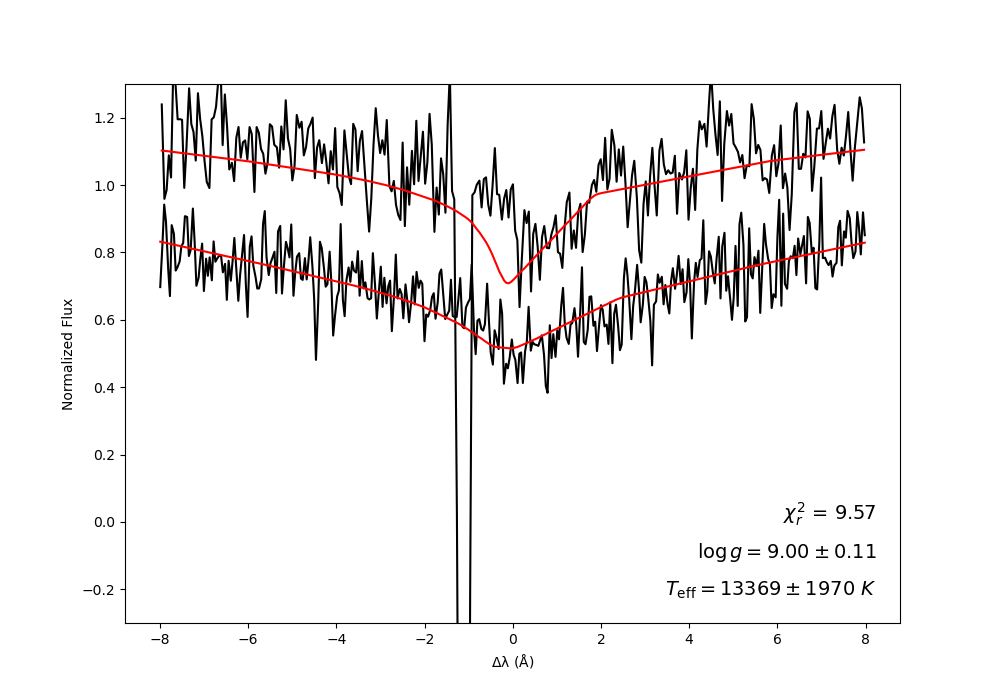 1.2
1.0
0.8
0.6
0.4
0.2
0.0
−0.2
Normalized Flux
χ²ᵣ = 9.57
log g = 9.00 ± 0.11
T_eff = 13369 ± 1970 K
−8 −6 −4 −2 0 2 4 6 8
Δλ (Å)